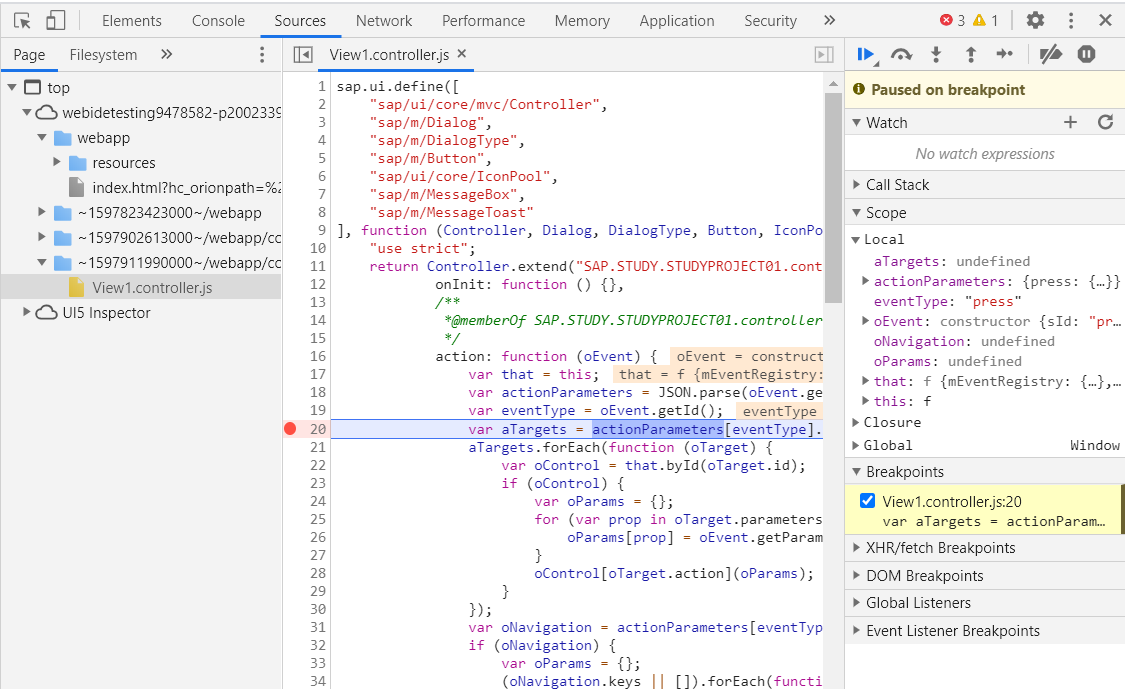 Elements Console Sources Network Performance Memory Application Security » 3 1
Page Filesystem »
top
webidetesting9478582-p2002339
webapp
resources
index.html?hc_orionpath=%2
~1597823423000~/webapp
~1597902613000~/webapp/cc
~1597911990000~/webapp/cc
View1.controller.js
UI5 Inspector
View1.controller.js ×
1 sap.ui.define([
2 "sap/ui/core/mvc/Controller",
3 "sap/m/Dialog",
4 "sap/m/DialogType",
5 "sap/m/Button",
6 "sap/ui/core/IconPool",
7 "sap/m/MessageBox",
8 "sap/m/MessageToast"
9 ], function (Controller, Dialog, DialogType, Button, IconPo
10 "use strict";
11 return Controller.extend("SAP.STUDY.STUDYPROJECT01.cont
12 onInit: function () {},
13 /**
14 *@memberOf SAP.STUDY.STUDYPROJECT01.controller
15 */
16 action: function (oEvent) { oEvent = construct
17 var that = this; that = f {mEventRegistry:
18 var actionParameters = JSON.parse(oEvent.ge
19 var eventType = oEvent.getId(); eventType
20 var aTargets = actionParameters[eventType].
21 aTargets.forEach(function (oTarget) {
22 var oControl = that.byId(oTarget.id);
23 if (oControl) {
24 var oParams = {};
25 for (var prop in oTarget.parameters
26 oParams[prop] = oEvent.getParam
27 }
28 oControl[oTarget.action](oParams);
29 }
30 });
31 var oNavigation = actionParameters[eventTyp
32 if (oNavigation) {
33 var oParams = {};
34 (oNavigation.keys || []).forEach(functi
Paused on breakpoint
Watch
No watch expressions
Call Stack
Scope
Local
aTargets: undefined
actionParameters: {press: {…}}
eventType: "press"
oEvent: constructor {sId: "pr…
oNavigation: undefined
oParams: undefined
that: f {mEventRegistry: {…},…
this: f
Closure
Global Window
Breakpoints
View1.controller.js:20
var aTargets = actionParam…
XHR/fetch Breakpoints
DOM Breakpoints
Global Listeners
Event Listener Breakpoints